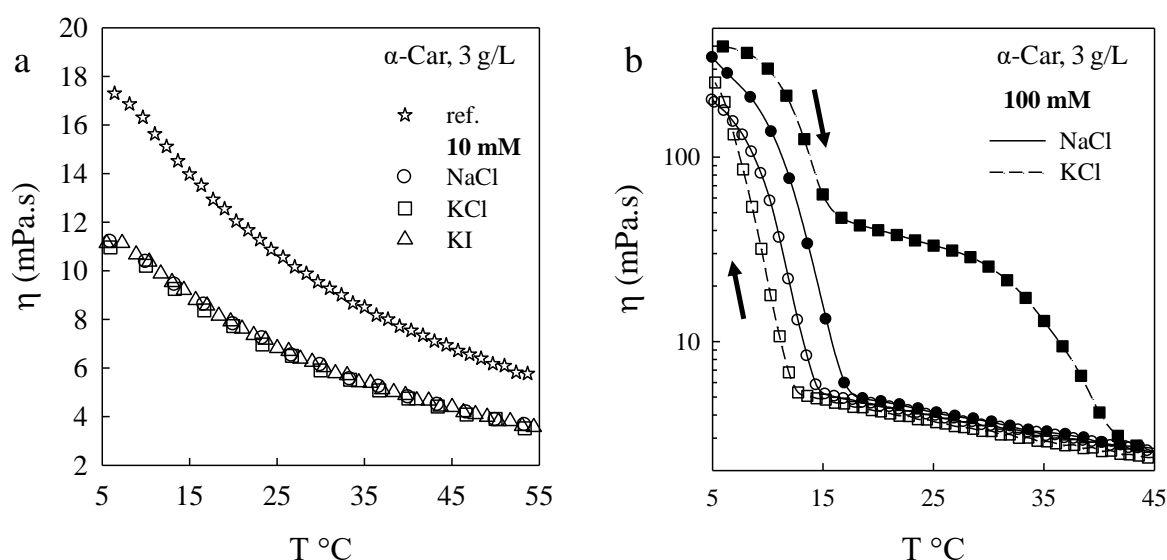 a
α-Car, 3 g/L
ref.
10 mM
NaCl
KCl
KI
η (mPa.s)
20
18
16
14
12
10
8
6
4
2
5
15
25
35
45
55
T °C
b
α-Car, 3 g/L
100 mM
NaCl
KCl
η (mPa.s)
100
10
5
15
25
35
45
T °C